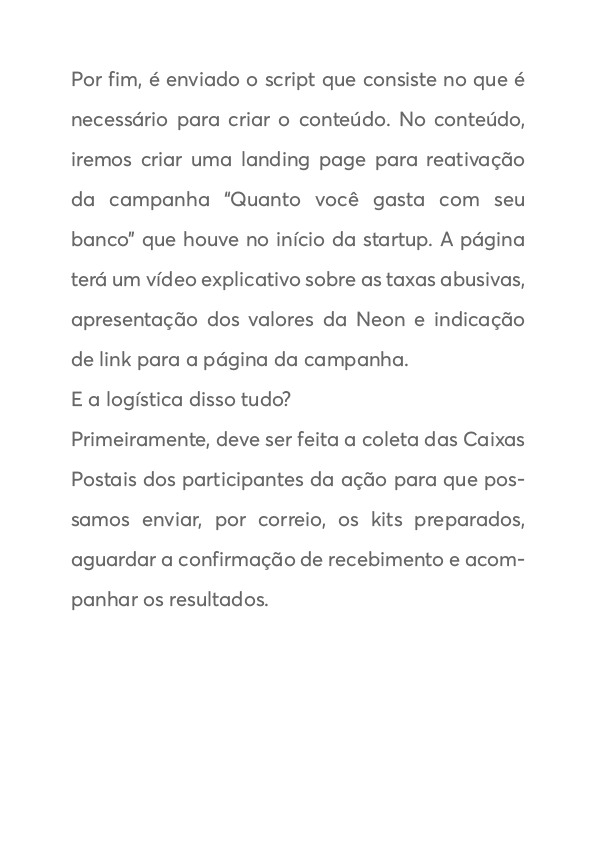 Por fim, é enviado o script que consiste no que é
necessário para criar o conteúdo. No conteúdo,
iremos criar uma landing page para reativação
da campanha “Quanto você gasta com seu
banco” que houve no início da startup. A página
terá um vídeo explicativo sobre as taxas abusivas,
apresentação dos valores da Neon e indicação
de link para a página da campanha.
E a logística disso tudo?
Primeiramente, deve ser feita a coleta das Caixas
Postais dos participantes da ação para que pos-
samos enviar, por correio, os kits preparados,
aguardar a confirmação de recebimento e acom-
panhar os resultados.